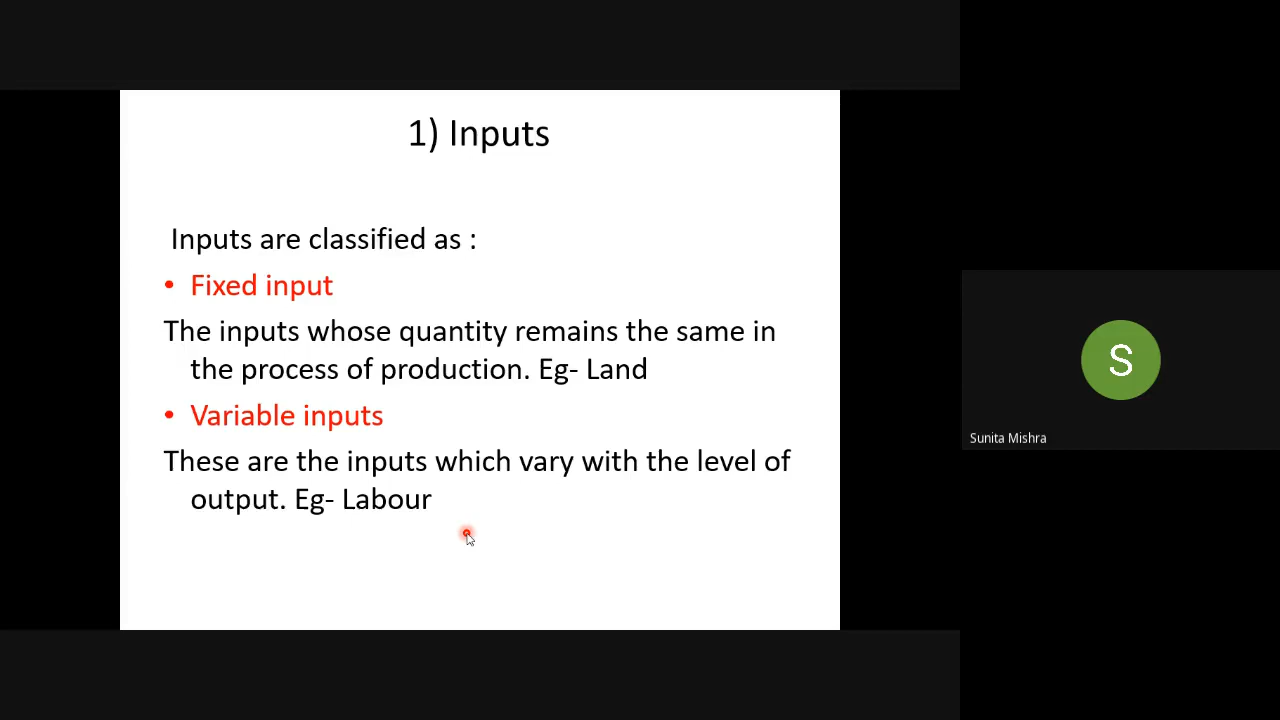 1) Inputs
Inputs are classified as :
• Fixed input
The inputs whose quantity remains the same in
the process of production. Eg- Land
• Variable inputs
These are the inputs which vary with the level of
output. Eg- Labour
S
Sunita Mishra